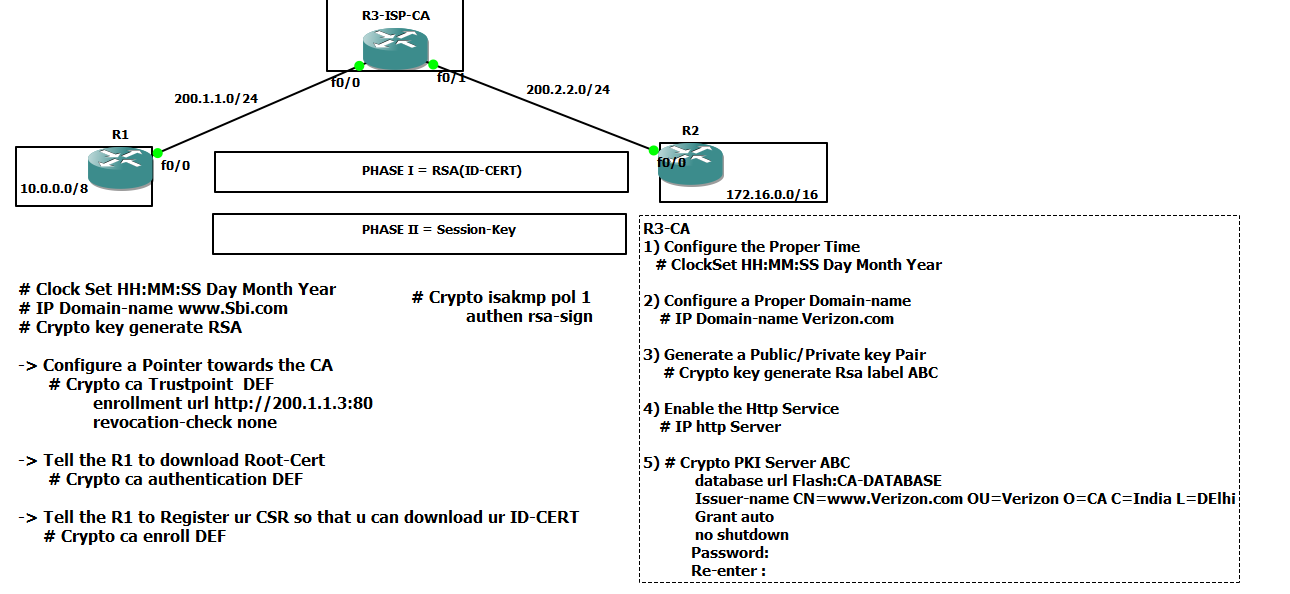 R3-ISP-CA
f0/0
f0/1
200.1.1.0/24
200.2.2.0/24
R1
f0/0
10.0.0.0/8
R2
f0/0
172.16.0.0/16
PHASE I = RSA(ID-CERT)
PHASE II = Session-Key
# Clock Set HH:MM:SS Day Month Year
# IP Domain-name www.Sbi.com
# Crypto key generate RSA
-> Configure a Pointer towards the CA
# Crypto ca Trustpoint DEF
enrollment url http://200.1.1.3:80
revocation-check none
-> Tell the R1 to download Root-Cert
# Crypto ca authentication DEF
-> Tell the R1 to Register ur CSR so that u can download ur ID-CERT
# Crypto ca enroll DEF
# Crypto isakmp pol 1
authen rsa-sign
R3-CA
1) Configure the Proper Time
# ClockSet HH:MM:SS Day Month Year
2) Configure a Proper Domain-name
# IP Domain-name Verizon.com
3) Generate a Public/Private key Pair
# Crypto key generate Rsa label ABC
4) Enable the Http Service
# IP http Server
5) # Crypto PKI Server ABC
database url Flash:CA-DATABASE
Issuer-name CN=www.Verizon.com OU=Verizon O=CA C=India L=DElhi
Grant auto
no shutdown
Password:
Re-enter :